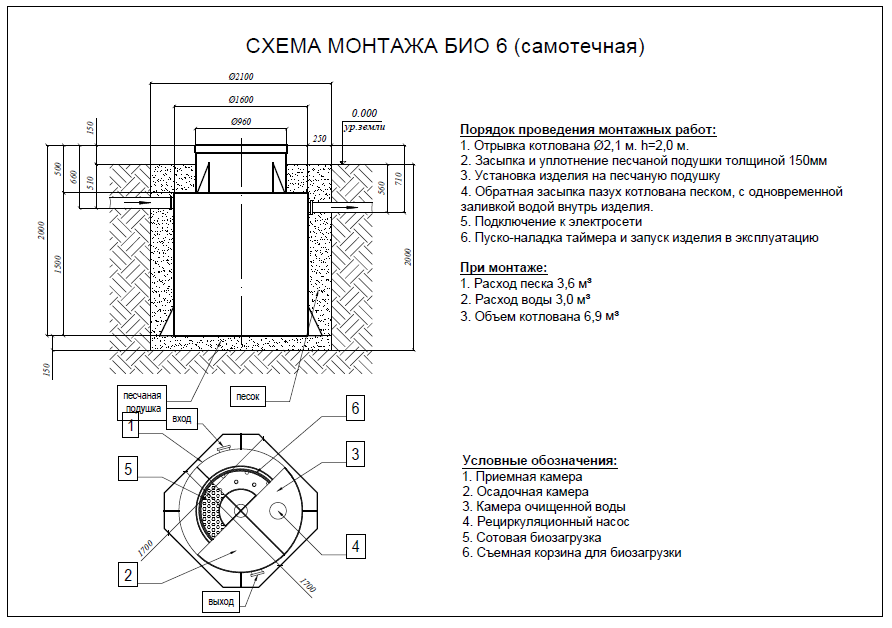 СХЕМА МОНТАЖА БИО 6 (самотечная)
Ø2100
Ø1600
Ø960
250
0.000
ур.земли
150
500
660
510
2000
1500
150
560
710
2000
песчаная
подушка
песок
вход
1
5
2
6
3
4
1700
1700
выход
Порядок проведения монтажных работ:
1. Отрывка котлована Ø2,1 м. h=2,0 м.
2. Засыпка и уплотнение песчаной подушки толщиной 150мм
3. Установка изделия на песчаную подушку
4. Обратная засыпка пазух котлована песком, с одновременной
заливкой водой внутрь изделия.
5. Подключение к электросети
6. Пуско-наладка таймера и запуск изделия в эксплуатацию
При монтаже:
1. Расход песка 3,6 м³
2. Расход воды 3,0 м³
3. Объем котлована 6,9 м³
Условные обозначения:
1. Приемная камера
2. Осадочная камера
3. Камера очищенной воды
4. Рециркуляционный насос
5. Сотовая биозагрузка
6. Съемная корзина для биозагрузки